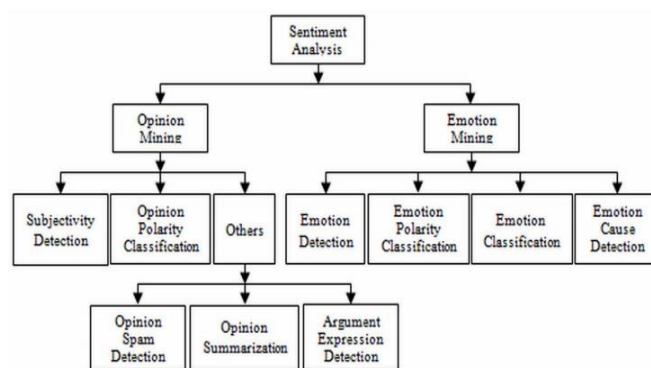 Sentiment
Analysis
Opinion
Mining
Emotion
Mining
Subjectivity
Detection
Opinion
Polarity
Classification
Others
Emotion
Detection
Emotion
Polarity
Classification
Emotion
Classification
Emotion
Cause
Detection
Opinion
Spam
Detection
Opinion
Summarization
Argument
Expression
Detection